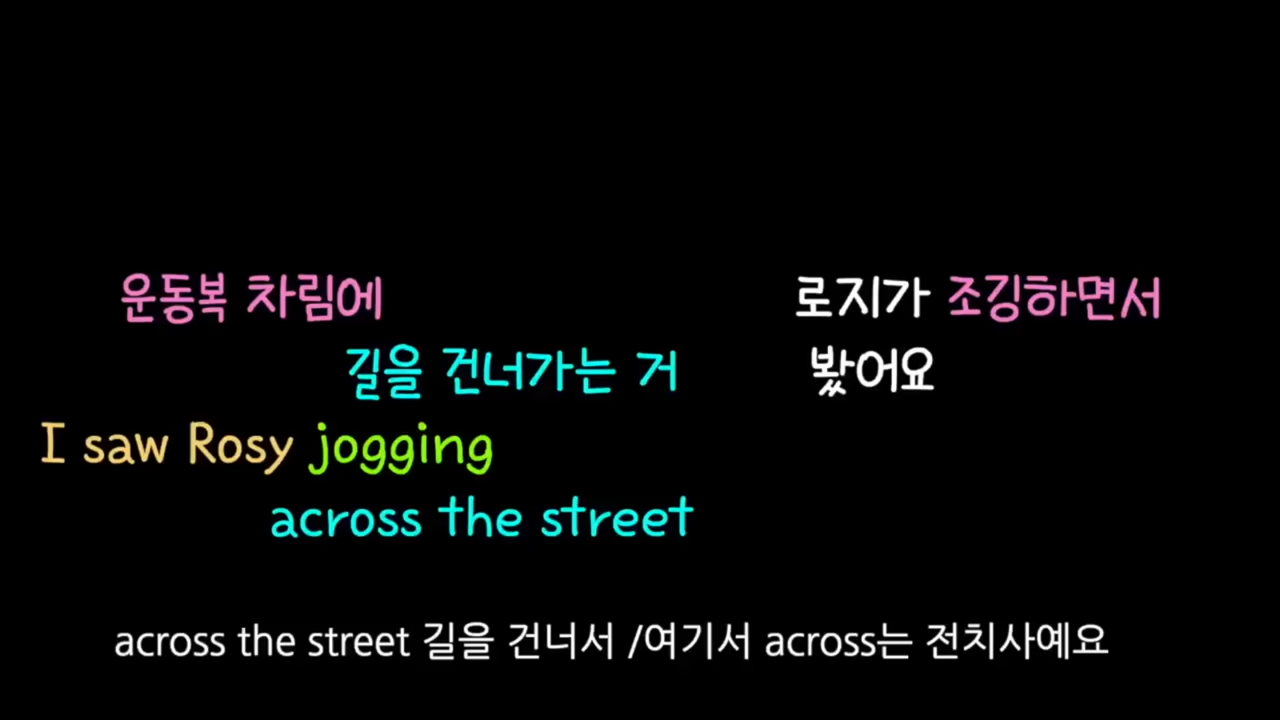 운동복 차림에 로지가 조깅하면서
길을 건너가는 거 봤어요
I saw Rosy jogging
across the street
across the street 길을 건너서 /여기서 across는 전치사예요